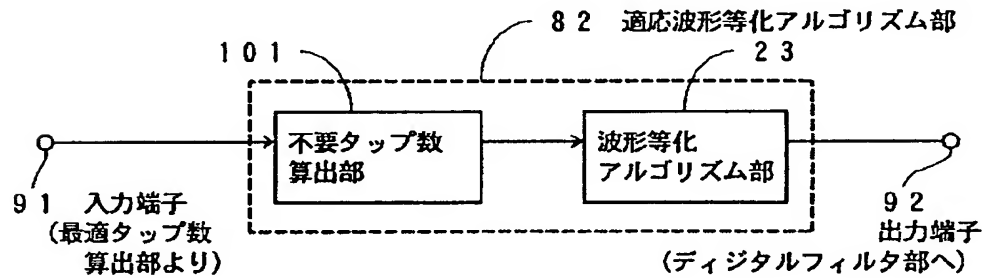 82 適応波形等化アルゴリズム部
101
23
不要タップ数
算出部
波形等化
アルゴリズム部
91 入力端子
(最適タップ数
算出部より)
92
出力端子
(ディジタルフィルタ部へ)